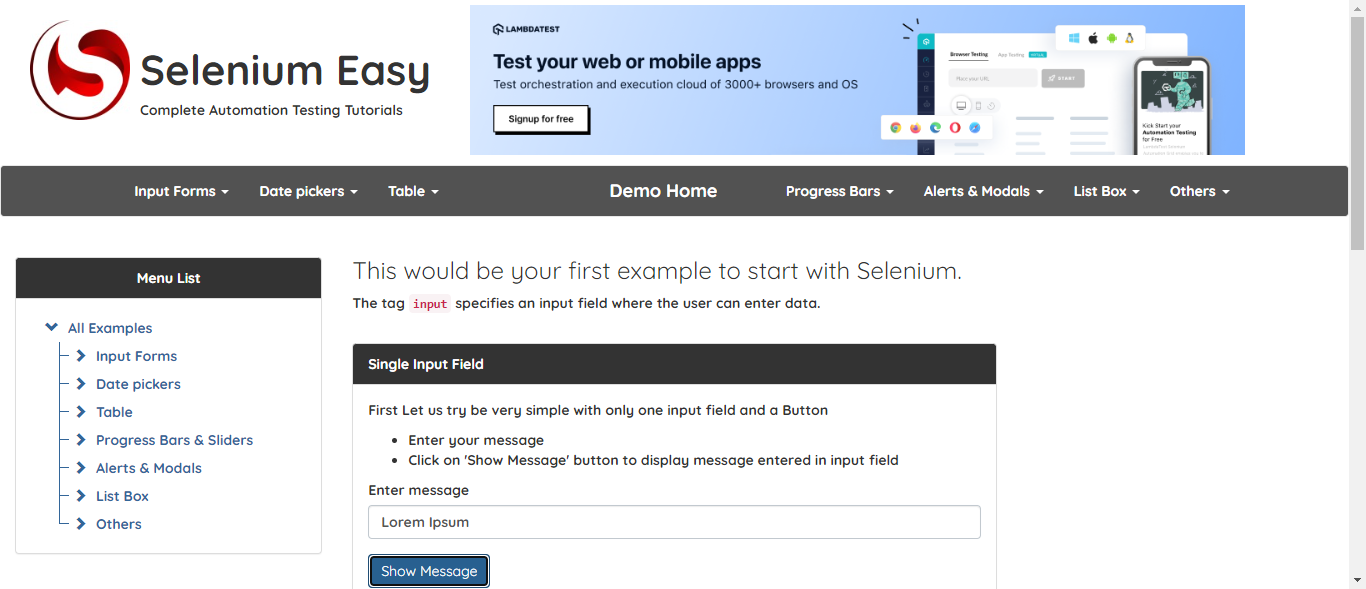 Selenium Easy
Complete Automation Testing Tutorials
LAMBDATEST
Test your web or mobile apps
Test orchestration and execution cloud of 3000+ browsers and OS
Signup for free
Browser Testing
App Testing
START
Kick Start your
Automation Testing
for Free
Input Forms
Date pickers
Table
Demo Home
Progress Bars
Alerts & Modals
List Box
Others
Menu List
All Examples
Input Forms
Date pickers
Table
Progress Bars & Sliders
Alerts & Modals
List Box
Others
This would be your first example to start with Selenium.
The tag input specifies an input field where the user can enter data.
Single Input Field
First Let us try be very simple with only one input field and a Button
• Enter your message
• Click on 'Show Message' button to display message entered in input field
Enter message
Lorem Ipsum
Show Message